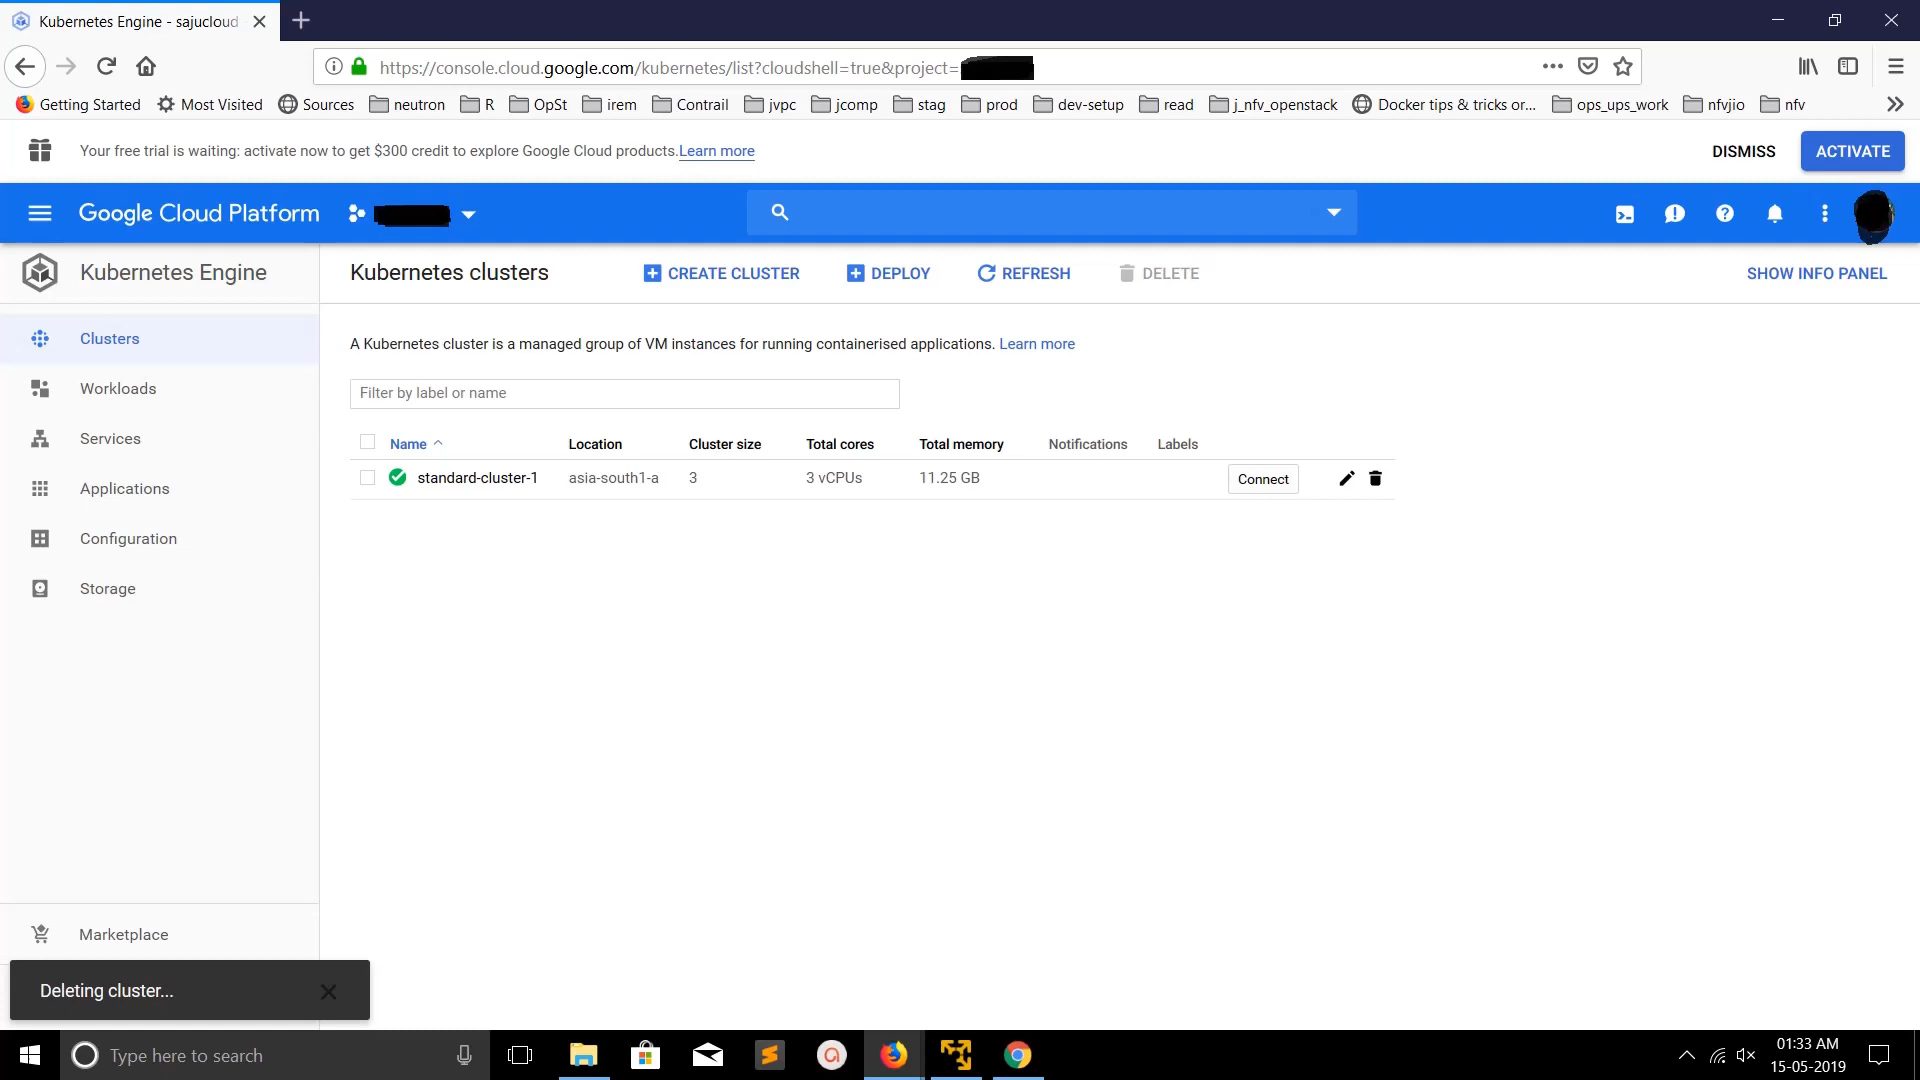 Kubernetes Engine - sajucloud
https://console.cloud.google.com/kubernetes/list?cloudshell=true&project=
Getting Started Most Visited Sources neutron R OpSt irem Contrail jvpc jcomp stag prod dev-setup read j_nfv_openstack Docker tips & tricks or... ops_ups_work nfvjio nfv
Your free trial is waiting: activate now to get $300 credit to explore Google Cloud products. Learn more DISMISS ACTIVATE
Google Cloud Platform
Kubernetes Engine Kubernetes clusters CREATE CLUSTER DEPLOY REFRESH DELETE SHOW INFO PANEL
Clusters
Workloads
Services
Applications
Configuration
Storage
A Kubernetes cluster is a managed group of VM instances for running containerised applications. Learn more
Filter by label or name
Name Location Cluster size Total cores Total memory Notifications Labels
standard-cluster-1 asia-south1-a 3 3 vCPUs 11.25 GB Connect
Marketplace
Deleting cluster...
Type here to search
01:33 AM
15-05-2019